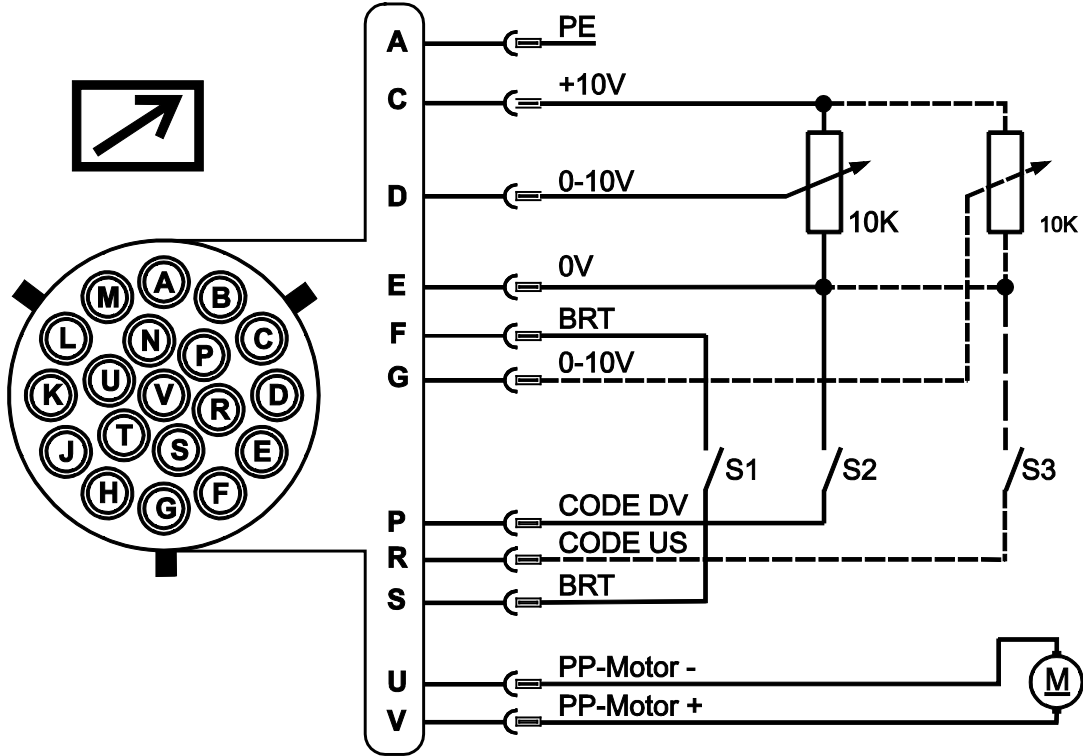 A PE
C +10V
D 0-10V
10K
10K
E 0V
F BRT
G 0-10V
S1
S2
S3
P CODE DV
R CODE US
S BRT
U PP-Motor -
V PP-Motor +
M
A
M
B
L
N
P
C
K
U
V
R
D
J
T
S
E
H
G
F